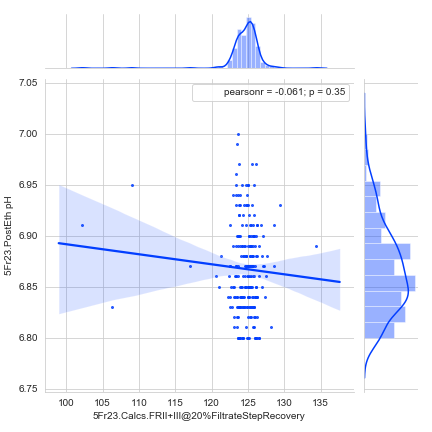 pearsonr = -0.061; p = 0.35
7.05
7.00
6.95
6.90
6.85
6.80
6.75
5Fr23.PostEth pH
100 105 110 115 120 125 130 135
5Fr23.Calcs.FRII+III@20%FiltrateStepRecovery